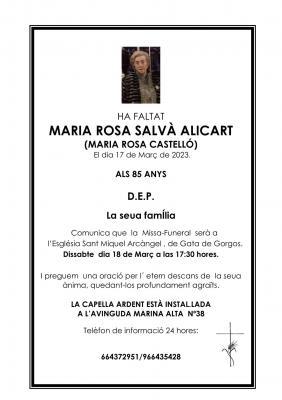 HA FALTAT
MARIA ROSA SALVÀ ALICART
(MARIA ROSA CASTELLÓ)
El dia 17 de Març de 2023.
ALS 85 ANYS
D.E.P.
La seua família
Comunica que la Missa-Funeral serà a
l'Església Sant Miquel Arcàngel , de Gata de Gorgos.
Dissabte dia 18 de Març a las 17:30 hores.
I preguem una oració per l´ etern descans de la seua
ànima, quedant-los profundament agraïts.
LA CAPELLA ARDENT ESTÀ INSTAL.LADA
A L'AVINGUDA MARINA ALTA Nº38
Telèfon de informació 24 hores:
664372951/966435428